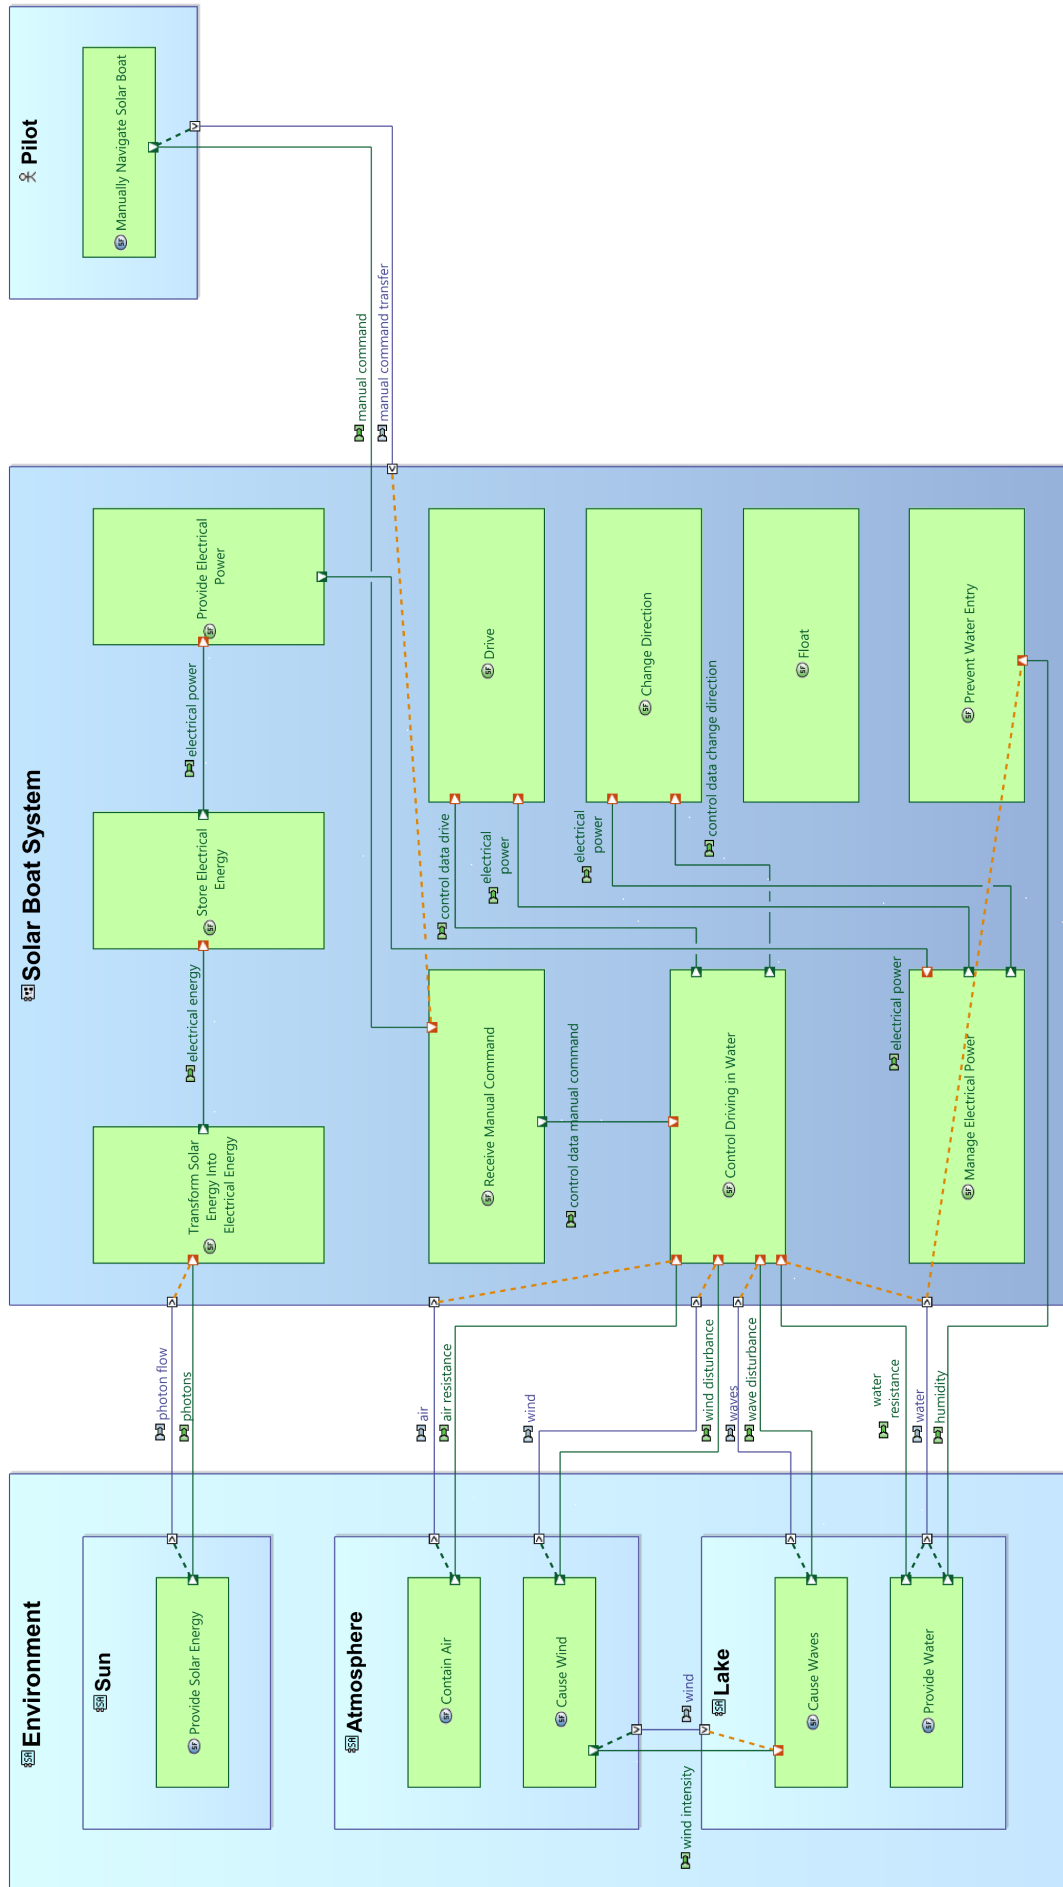 Environment
Sun
Provide Solar Energy
Atmosphere
Contain Air
Cause Wind
wind intensity
wind
Lake
Cause Waves
Provide Water
photon flow
photons
air
air resistance
wind
wind disturbance
waves
wave disturbance
water
resistance
water
humidity
Solar Boat System
Transform Solar
Energy Into
Electrical Energy
electrical energy
Store Electrical
Energy
electrical power
Provide Electrical
Power
Receive Manual Command
control data manual command
Control Driving in Water
Manage Electrical Power
electrical power
control data drive
electrical
power
electrical
power
control data change direction
Drive
Change Direction
Float
Prevent Water Entry
manual command
manual command transfer
Pilot
Manually Navigate Solar Boat